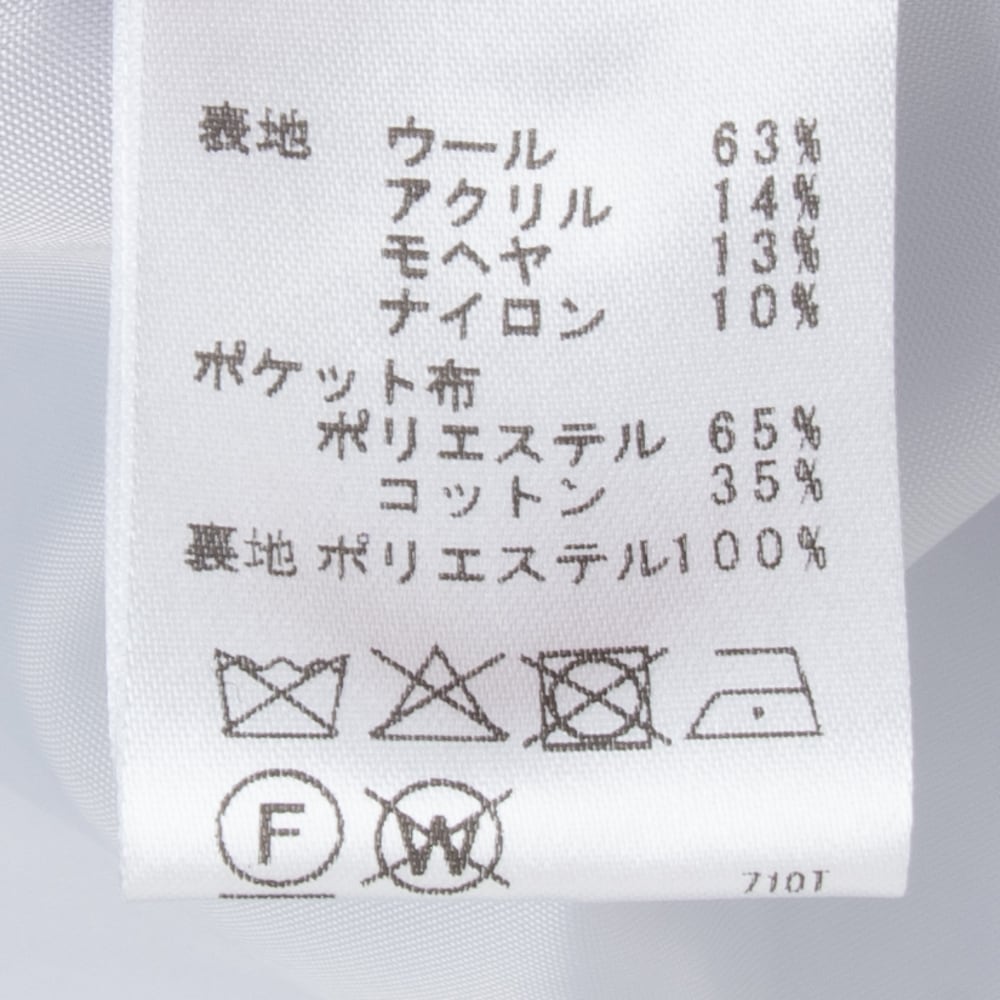 表地 ウール 63%
アクリル 14%
モヘヤ 13%
ナイロン 10%
ポケット布
ポリエステル 65%
コットン 35%
裏地 ポリエステル100%
F W
710T